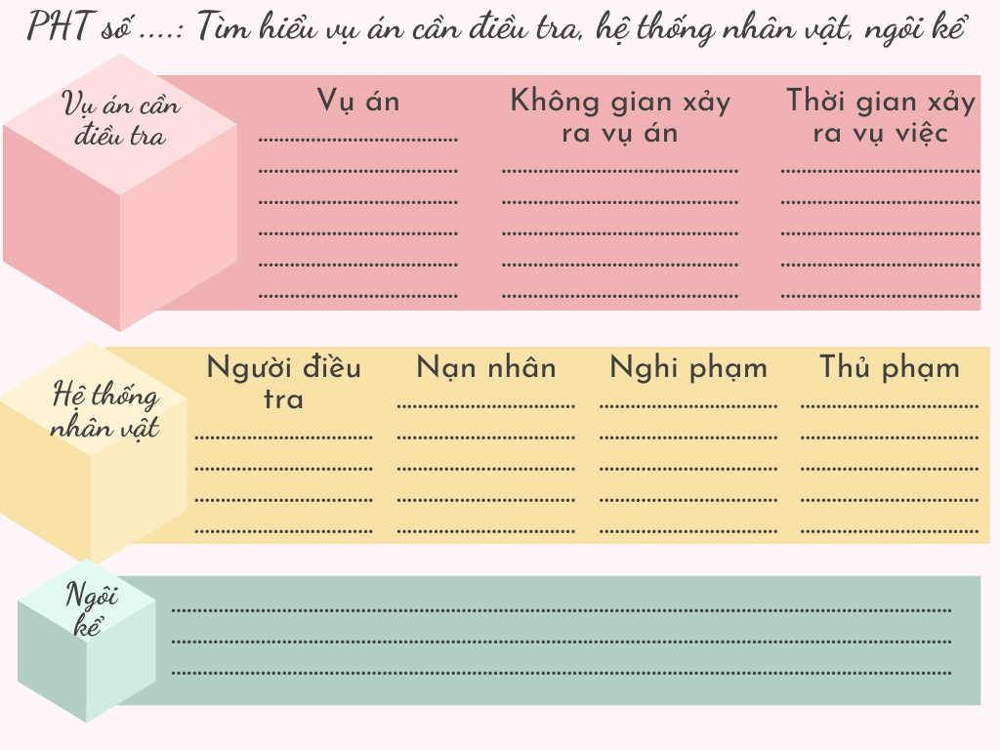 PHT số ....: Tìm hiểu vụ án cần điều tra, hệ thống nhân vật, ngôi kể
Vụ án cần
điều tra
Vụ án
.......................................
.......................................
.......................................
.......................................
.......................................
.......................................
Không gian xảy
ra vụ án
..............................................
..............................................
..............................................
..............................................
..............................................
Thời gian xảy
ra vụ việc
.......................................
.......................................
.......................................
.......................................
.......................................
Hệ thống
nhân vật
Người điều
tra
...................................
...................................
...................................
...................................
Nạn nhân
...................................
...................................
...................................
...................................
...................................
Nghi phạm
...................................
...................................
...................................
...................................
...................................
Thủ phạm
...................................
...................................
...................................
...................................
...................................
Ngôi
kể
................................................................................................................................................
................................................................................................................................................
................................................................................................................................................